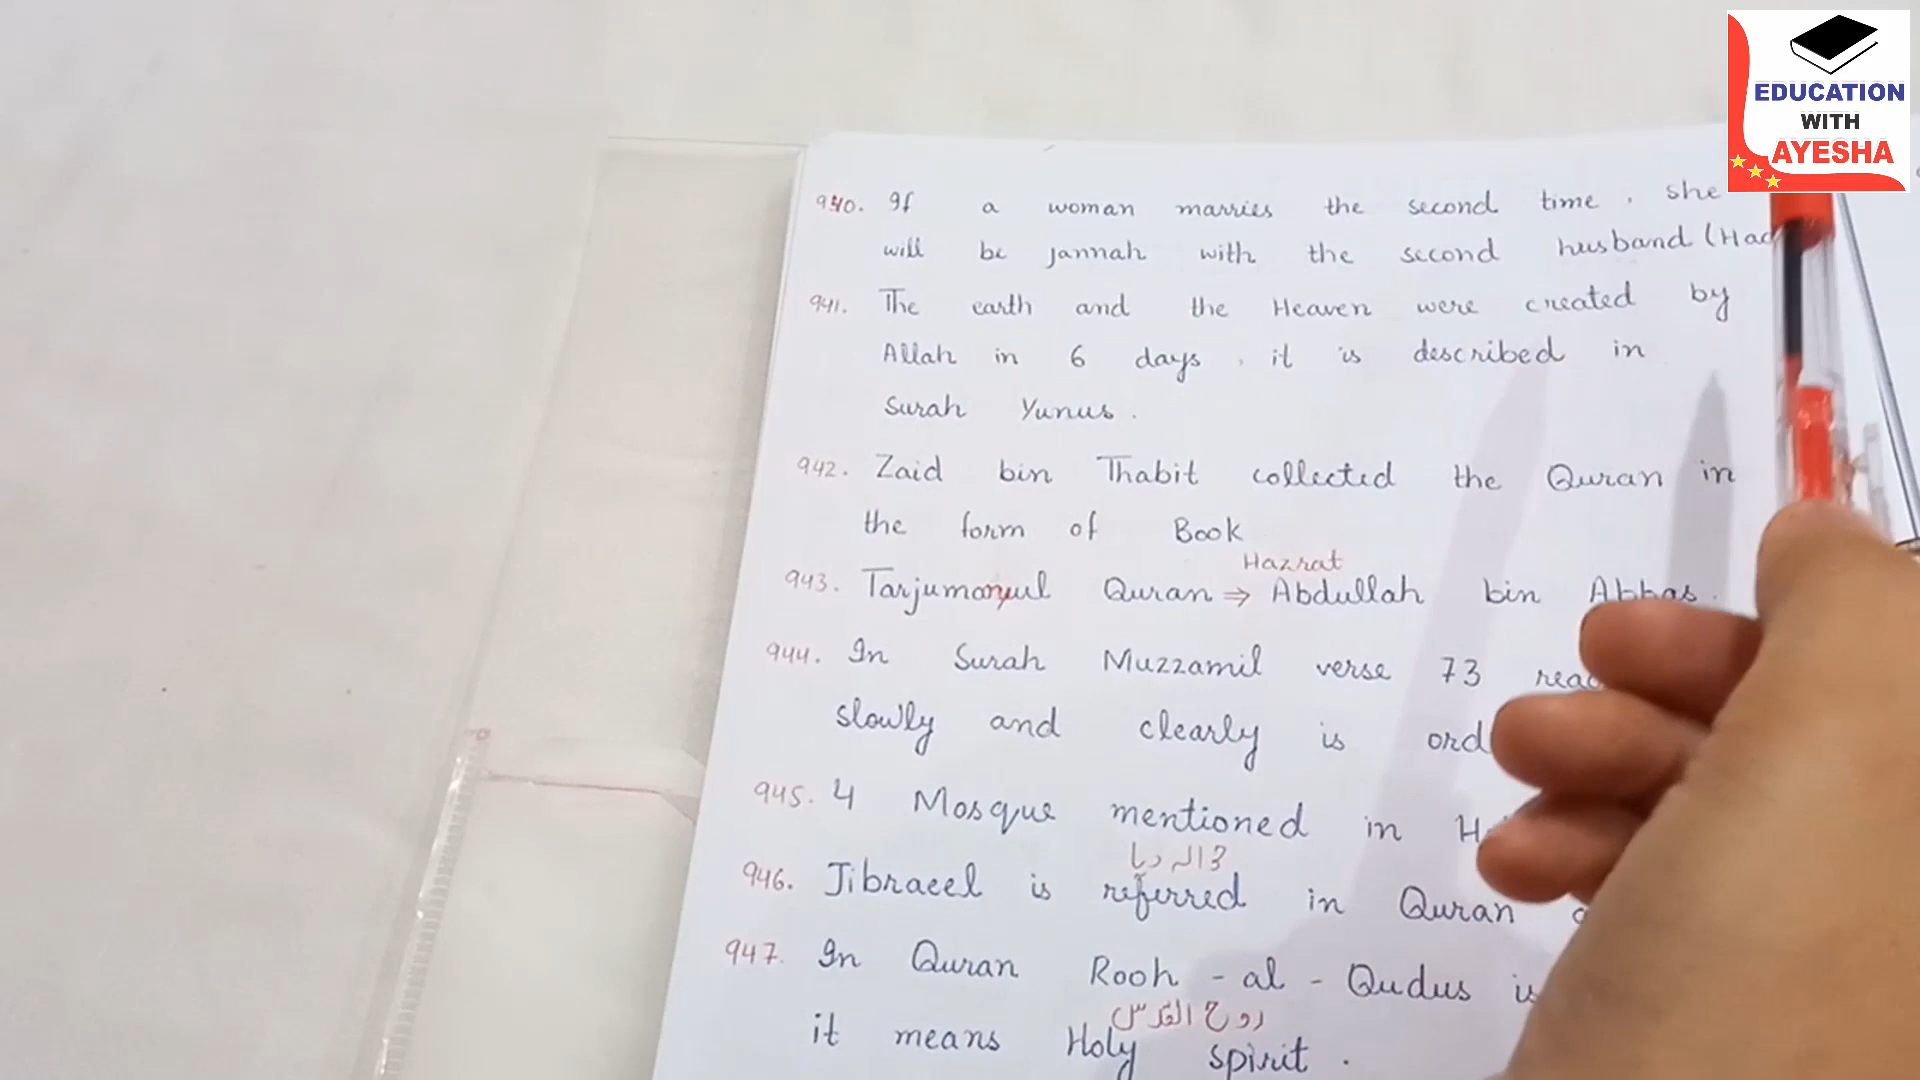 EDUCATION
WITH
AYESHA
940. If a woman marries the second time, she
will be jannah with the second husband (Had
941. The earth and the Heaven were created by
Allah in 6 days, it is described in
Surah Yunus.
942. Zaid bin Thabit collected the Quran in
the form of Book
Hazrat
943. Tarjumanul Quran ⇒ Abdullah bin Abbas.
944. In Surah Muzzamil verse 73 read
slowly and clearly is ord
945. 4 Mosque mentioned in H
946. Jibraeel is referred in Quran
947. In Quran Rooh-al-Qudus is
روح القدس
it means Holy spirit.